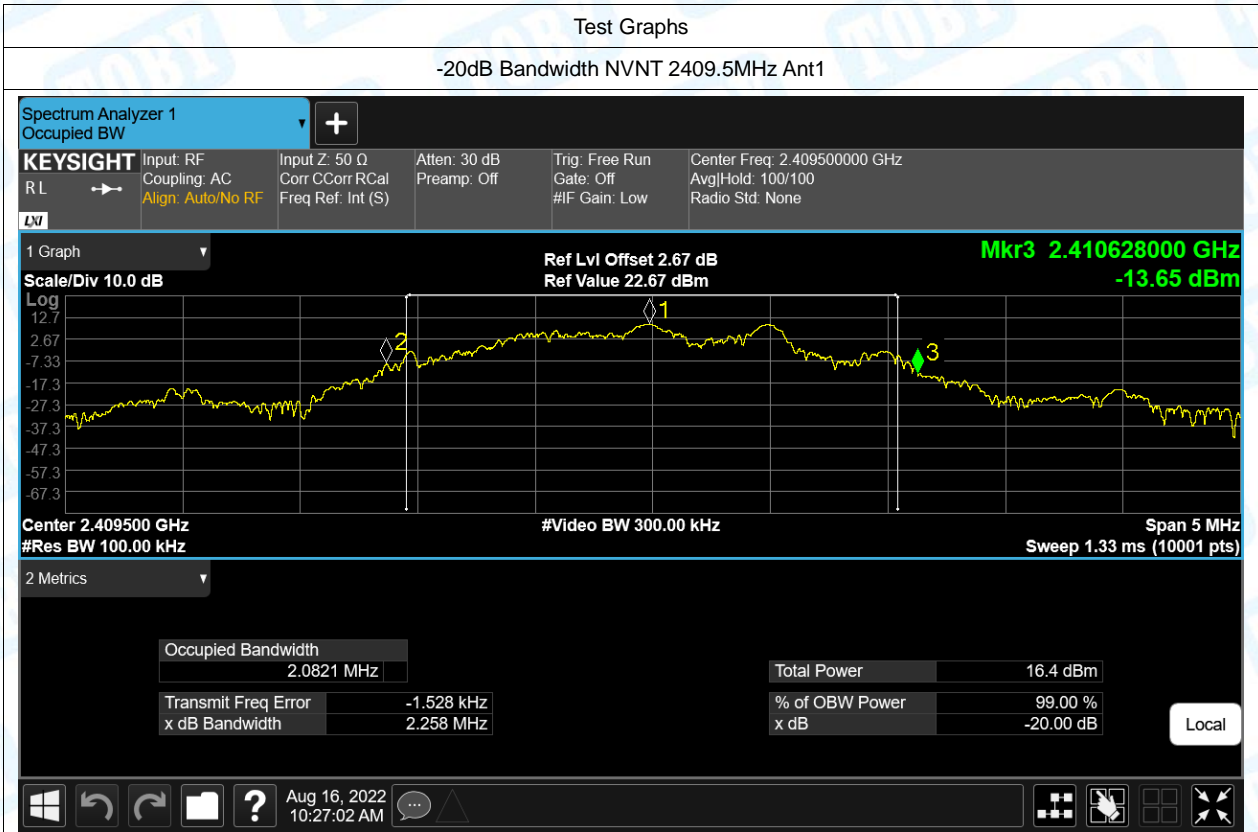 Test Graphs
-20dB Bandwidth NVNT 2409.5MHz Ant1
Spectrum Analyzer 1
Occupied BW
KEYSIGHT
R L
LXI
Input: RF
Coupling: AC
Align: Auto/No RF
Input Z: 50 Ω
Corr CCorr RCal
Freq Ref: Int (S)
Atten: 30 dB
Preamp: Off
Trig: Free Run
Gate: Off
#IF Gain: Low
Center Freq: 2.409500000 GHz
Avg|Hold: 100/100
Radio Std: None
1 Graph
Scale/Div 10.0 dB
Ref Lvl Offset 2.67 dB
Ref Value 22.67 dBm
Mkr3 2.410628000 GHz
-13.65 dBm
Log
12.7
2.67
-7.33
-17.3
-27.3
-37.3
-47.3
-57.3
-67.3
1
2
3
Center 2.409500 GHz
#Video BW 300.00 kHz
Span 5 MHz
#Res BW 100.00 kHz
Sweep 1.33 ms (10001 pts)
2 Metrics
Occupied Bandwidth
2.0821 MHz
Total Power 16.4 dBm
Transmit Freq Error -1.528 kHz
% of OBW Power 99.00 %
x dB Bandwidth 2.258 MHz
x dB -20.00 dB
Local
?
Aug 16, 2022
10:27:02 AM
TOBY